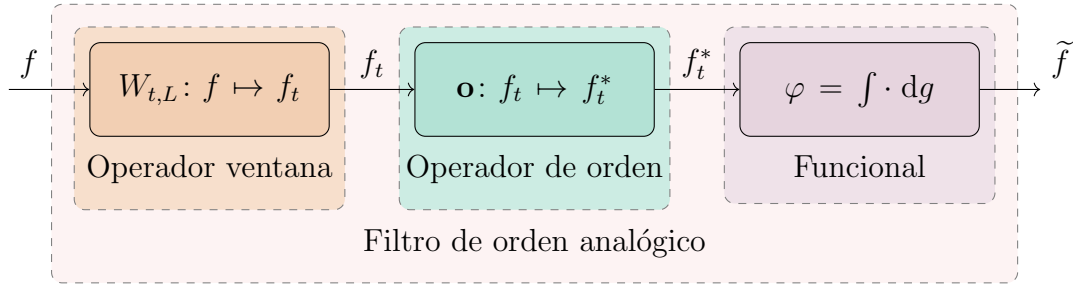 f
W_{t,L}: f ↦ f_t
f_t
o: f_t ↦ f_t^*
f_t^*
φ = ∫ · dg
f̃
Operador ventana
Operador de orden
Funcional
Filtro de orden analógico